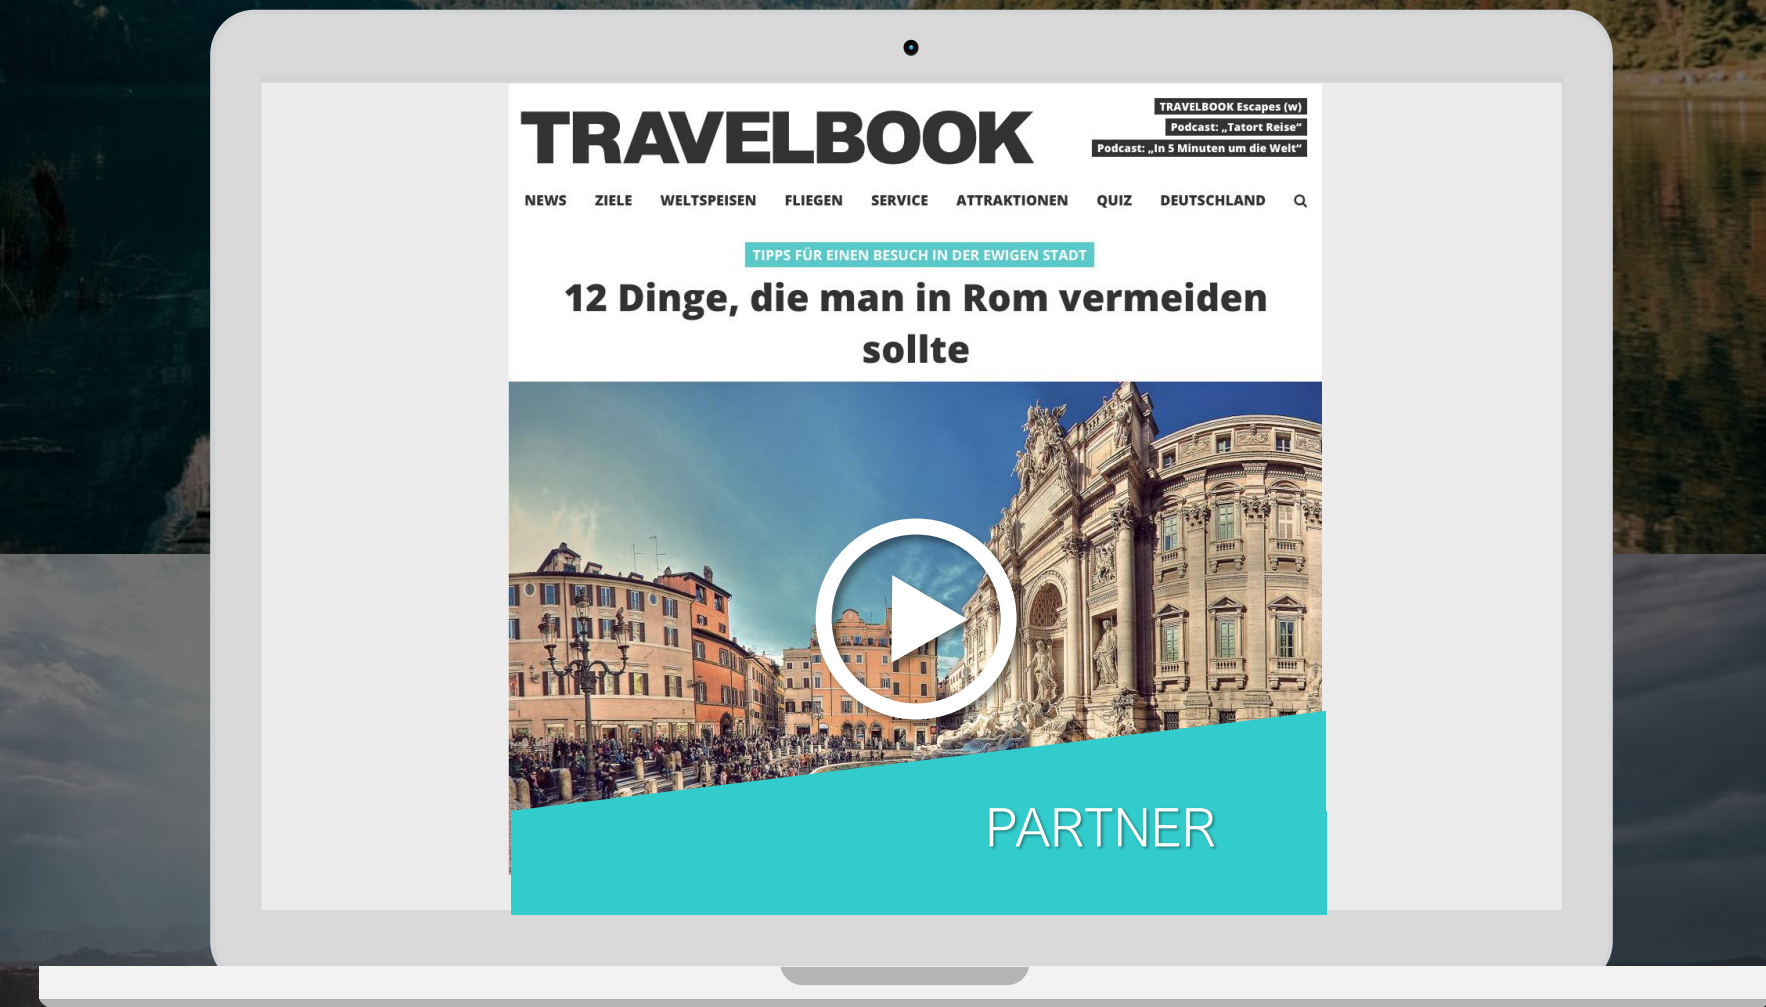 TRAVELBOOK
TRAVELBOOK Escapes (w)
Podcast: „Tatort Reise“
Podcast: „In 5 Minuten um die Welt“
NEWS ZIELE WELTSPEISEN FLIEGEN SERVICE ATTRAKTIONEN QUIZ DEUTSCHLAND
TIPPS FÜR EINEN BESUCH IN DER EWIGEN STADT
12 Dinge, die man in Rom vermeiden
sollte
PARTNER